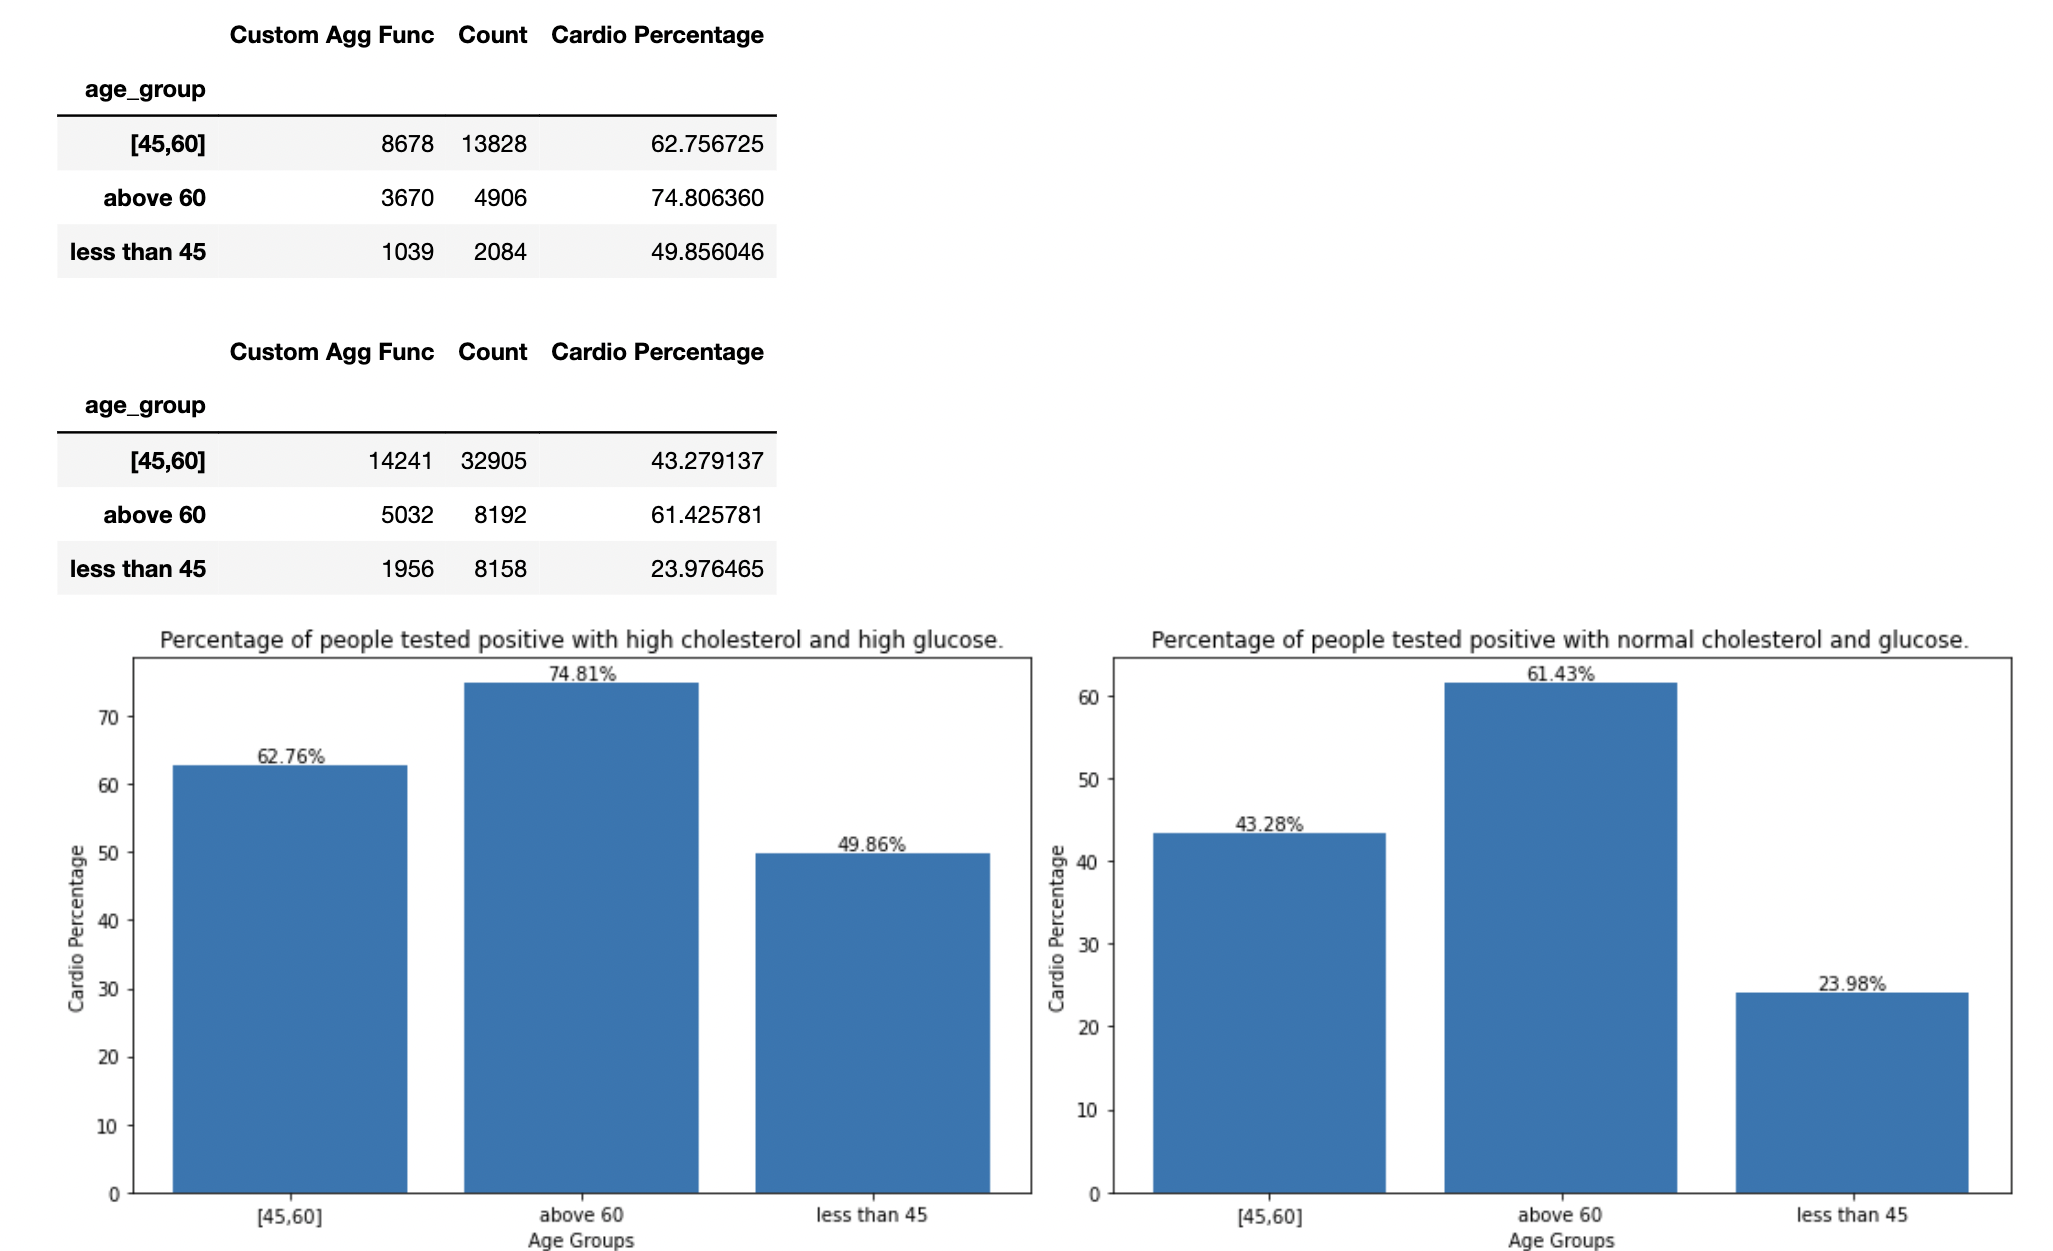 Custom Agg Func Count Cardio Percentage
age_group
[45,60] 8678 13828 62.756725
above 60 3670 4906 74.806360
less than 45 1039 2084 49.856046
Custom Agg Func Count Cardio Percentage
age_group
[45,60] 14241 32905 43.279137
above 60 5032 8192 61.425781
less than 45 1956 8158 23.976465
Percentage of people tested positive with high cholesterol and high glucose.
74.81%
70
62.76%
60
49.86%
50
40
30
20
10
0
Cardio Percentage
[45,60] above 60 less than 45
Age Groups
Percentage of people tested positive with normal cholesterol and glucose.
61.43%
60
50
43.28%
40
30
23.98%
20
10
0
Cardio Percentage
[45,60] above 60 less than 45
Age Groups